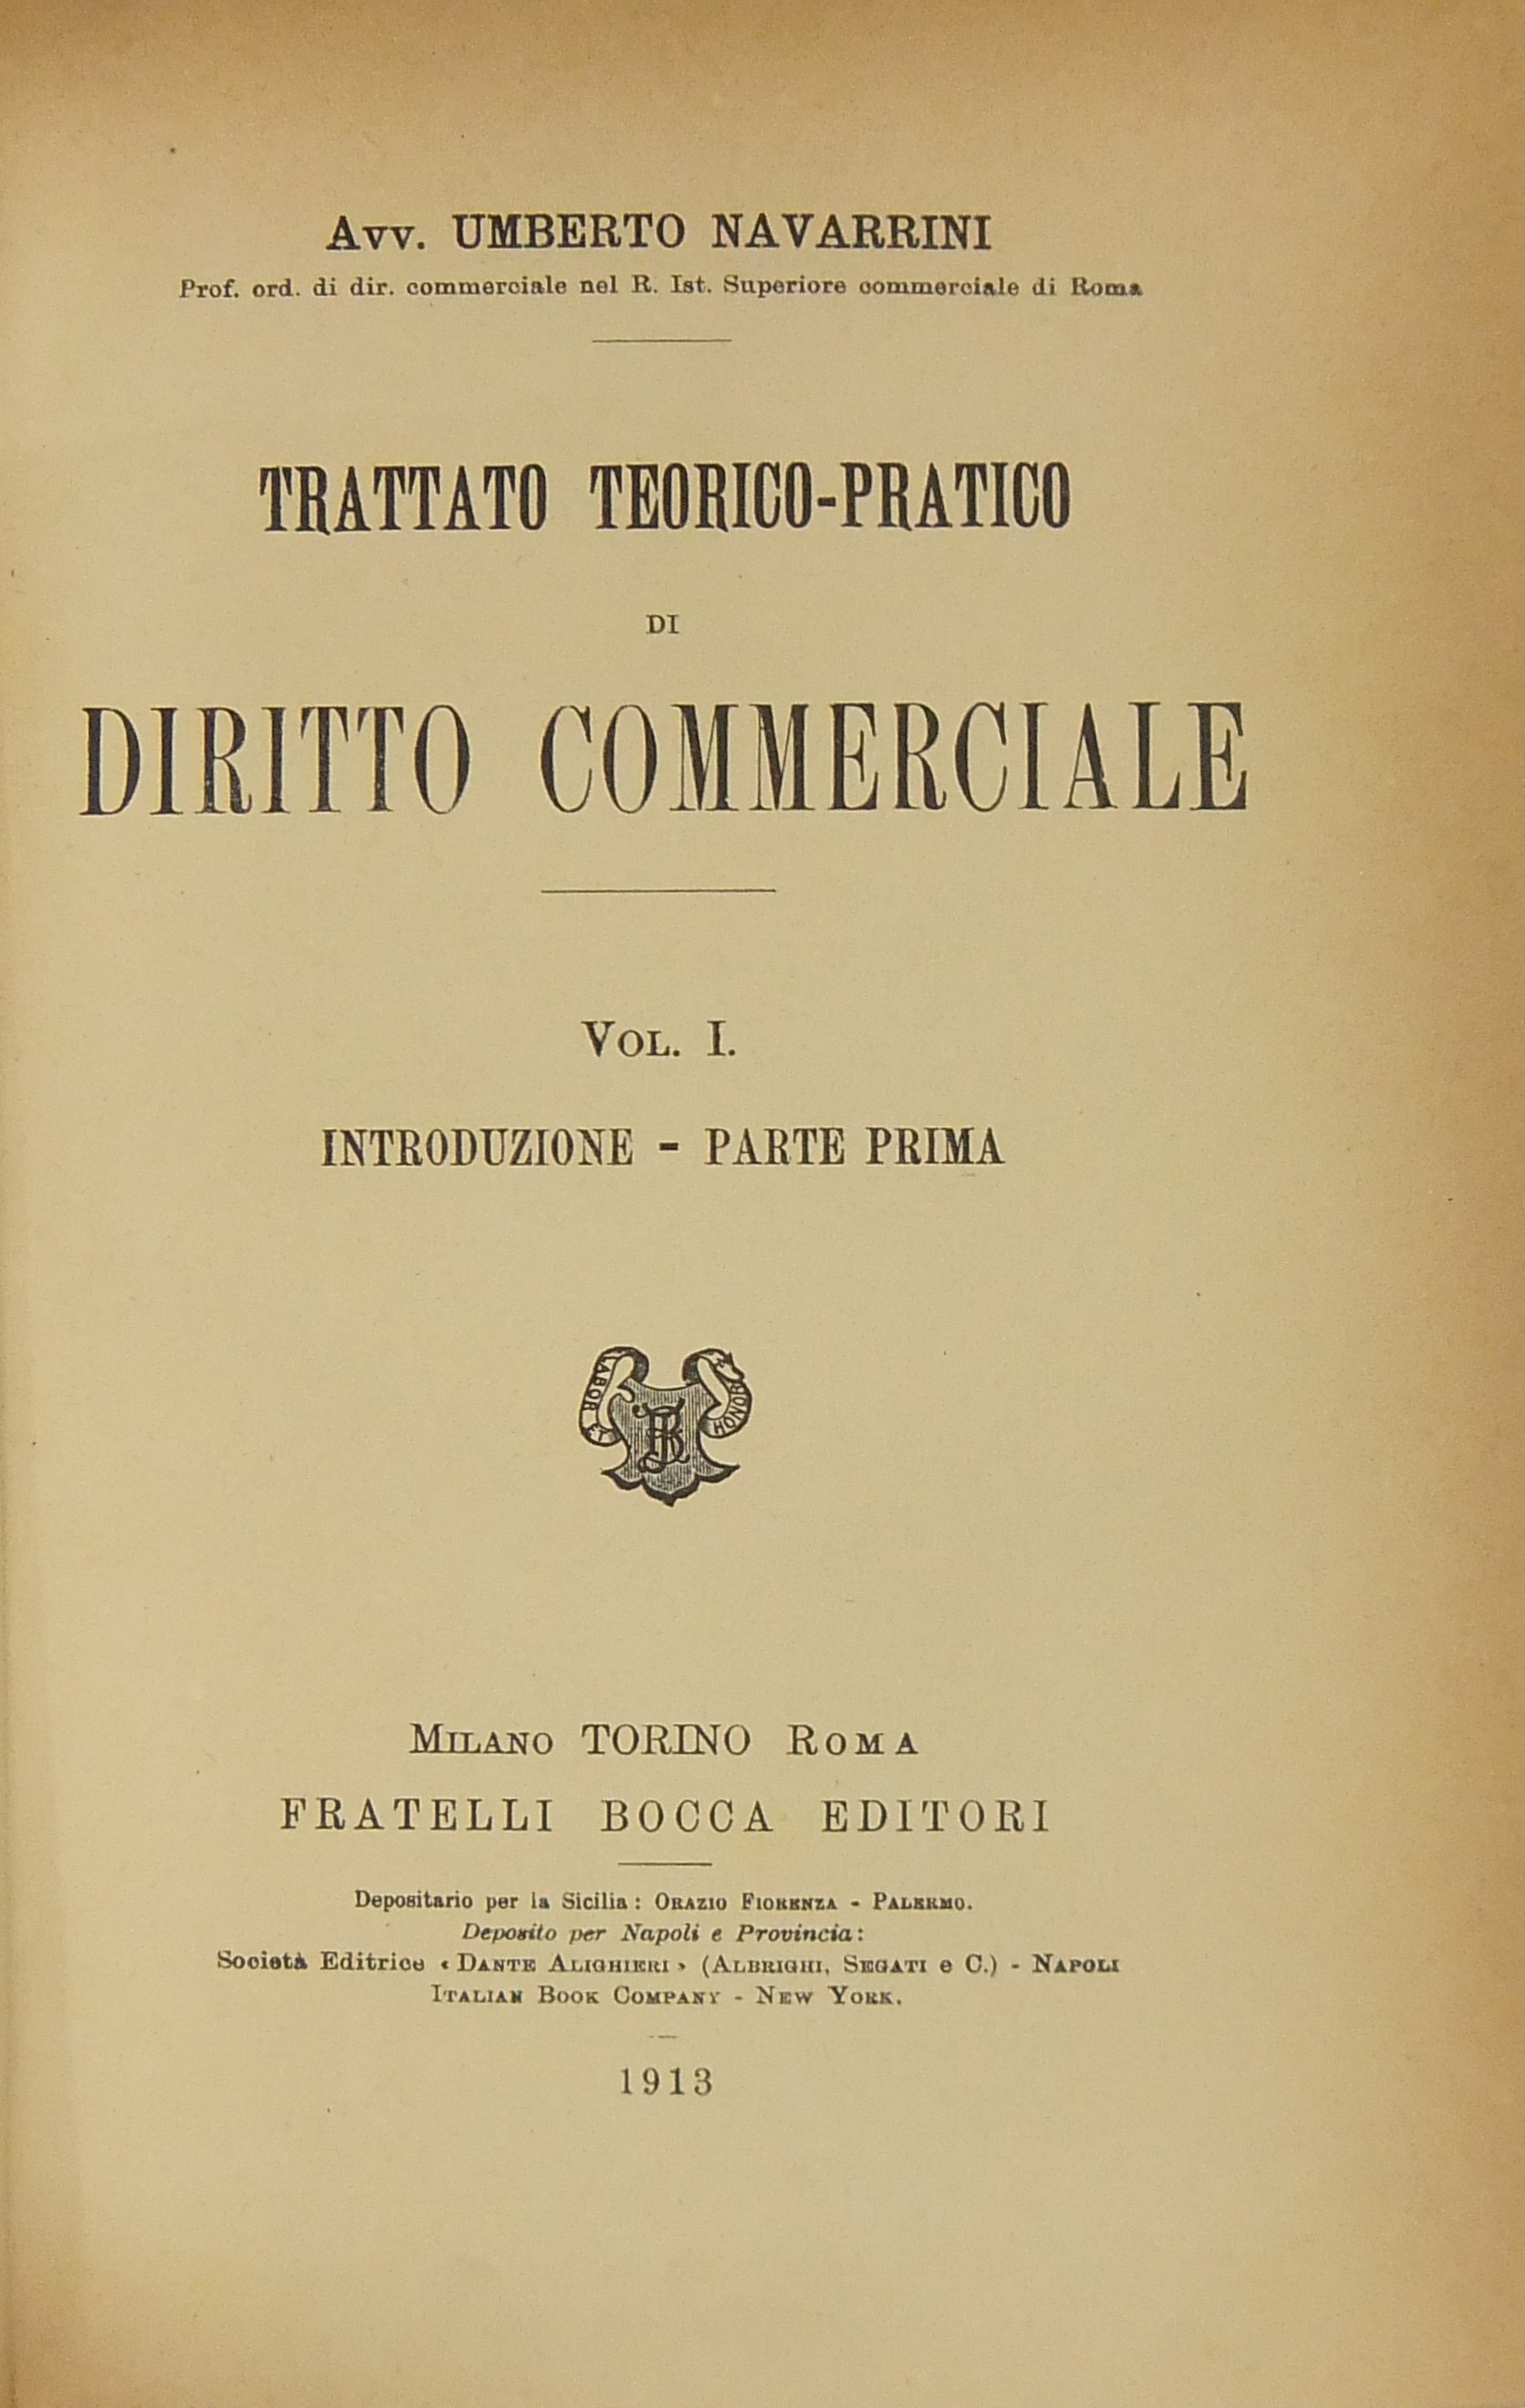 Avv. UMBERTO NAVARRINI
Prof. ord. di dir. commerciale nel R. Ist. Superiore commerciale di Roma
TRATTATO TEORICO-PRATICO
DI
DIRITTO COMMERCIALE
VOL. I.
INTRODUZIONE - PARTE PRIMA
LABOR ET HONOR
MILANO TORINO ROMA
FRATELLI BOCCA EDITORI
Depositario per la Sicilia: ORAZIO FIORENZA - PALERMO.
Deposito per Napoli e Provincia:
Società Editrice « DANTE ALIGHIERI » (ALBRIGHI, SEGATI e C.) - NAPOLI
ITALIAN BOOK COMPANY - NEW YORK.
1913